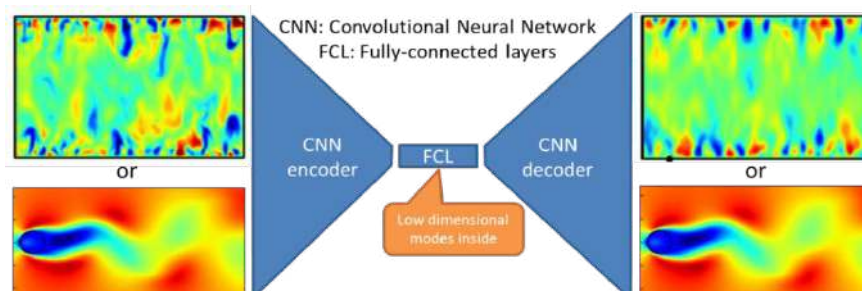 CNN: Convolutional Neural Network
FCL: Fully-connected layers
CNN
encoder
FCL
CNN
decoder
Low dimensional
modes inside
or
or